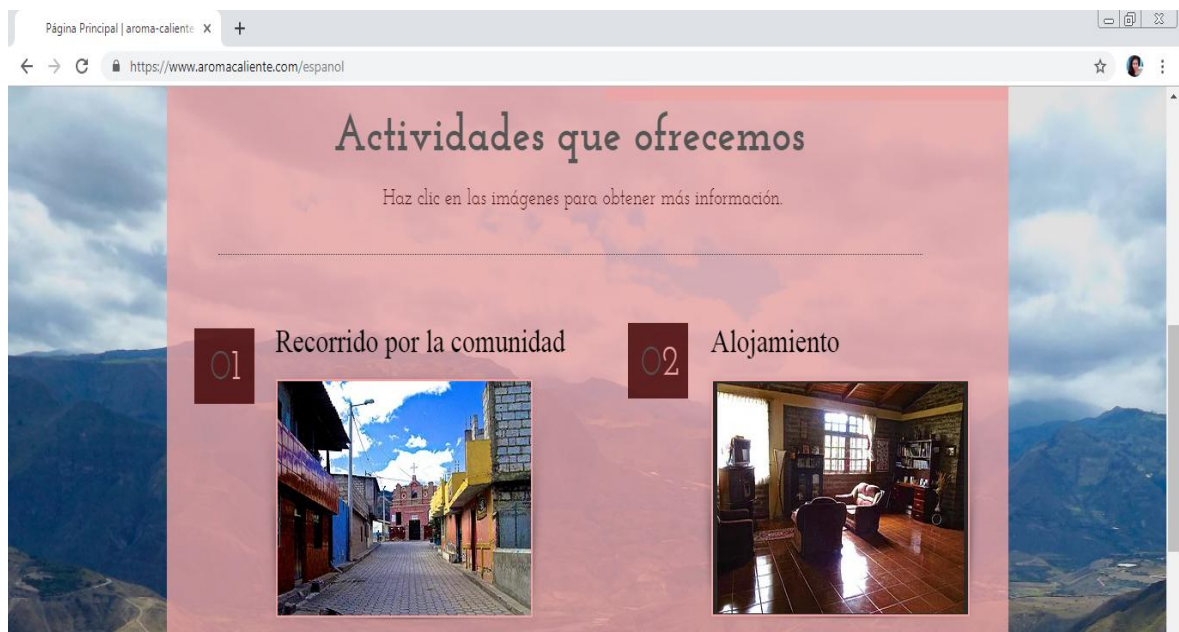 Página Principal | aroma-caliente
https://www.aromacaliente.com/espanol
Actividades que ofrecemos
Haz clic en las imágenes para obtener más información.
01
Recorrido por la comunidad
02
Alojamiento